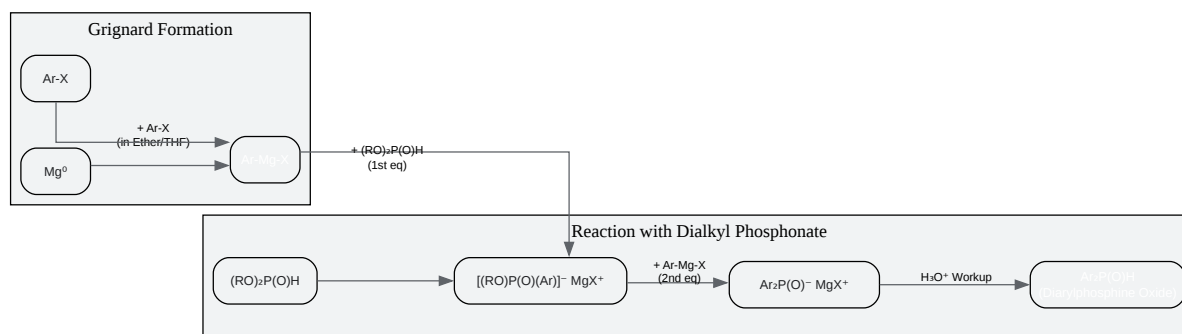 Grignard Formation
Ar-X
+ Ar-X
(in Ether/THF)
Mg⁰
Ar-Mg-X
+ (RO)₂P(O)H
(1st eq)
Reaction with Dialkyl Phosphonate
(RO)₂P(O)H
[(RO)P(O)(Ar)]⁻ MgX⁺
+ Ar-Mg-X
(2nd eq)
Ar₂P(O)⁻ MgX⁺
H₃O⁺ Workup
Ar₂P(O)H
(Diarylphosphine Oxide)